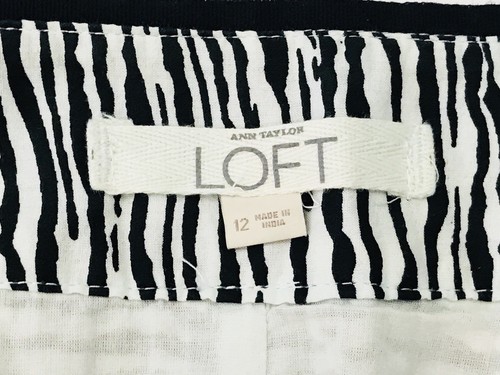 ANN TAYLOR
LOFT
12 MADE IN
INDIA